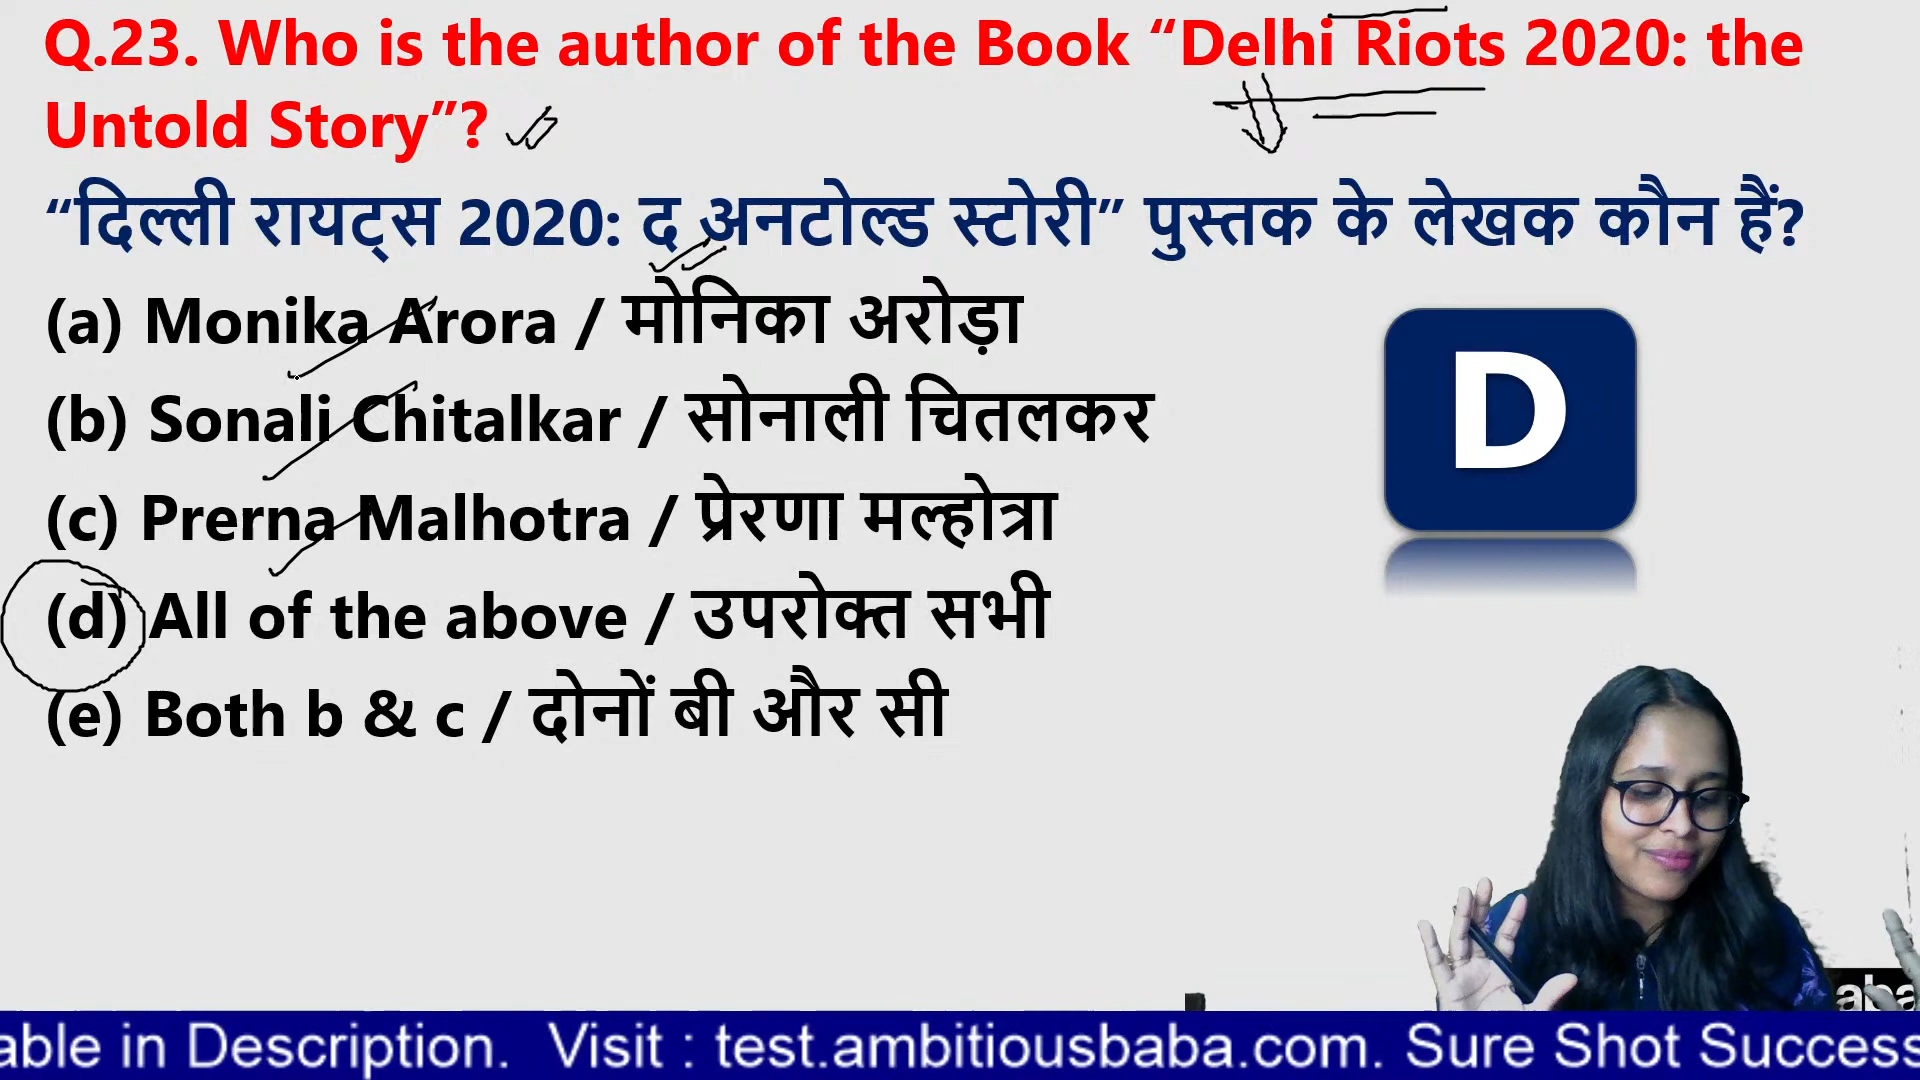 Q.23. Who is the author of the Book “Delhi Riots 2020: the
Untold Story”?
“दिल्ली रायट्स 2020: द अनटोल्ड स्टोरी” पुस्तक के लेखक कौन हैं?
(a) Monika Arora / मोनिका अरोड़ा
(b) Sonali Chitalkar / सोनाली चितलकर
(c) Prerna Malhotra / प्रेरणा मल्होत्रा
(d) All of the above / उपरोक्त सभी
(e) Both b & c / दोनों बी और सी
D
aba
able in Description. Visit : test.ambitiousbaba.com. Sure Shot Success